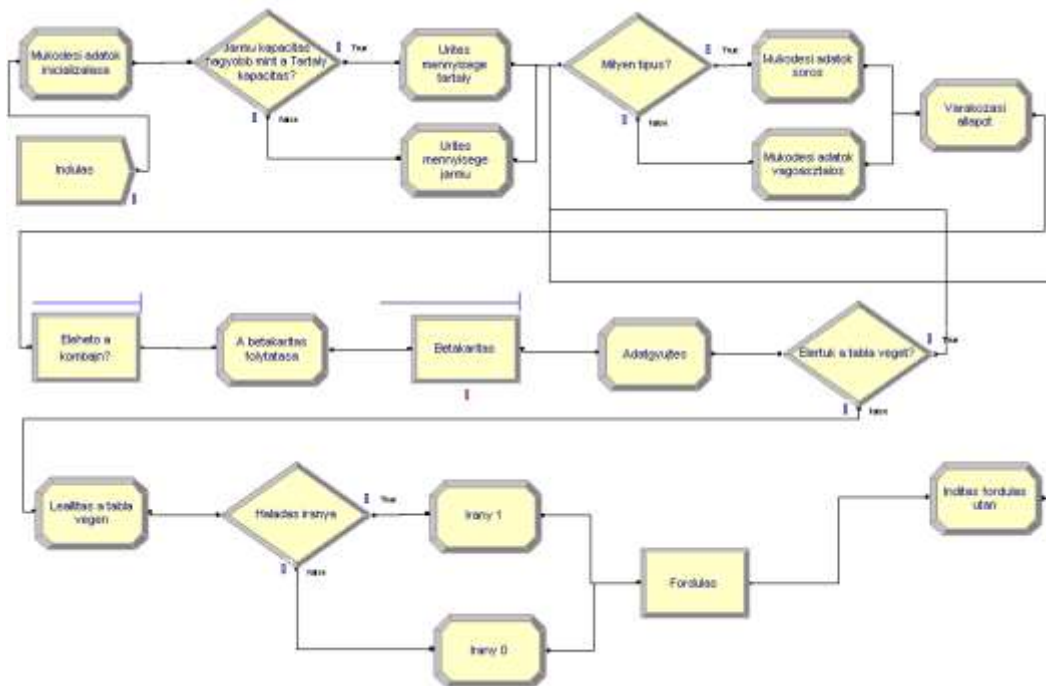 Mukodesi adatok
inicializalasa
Jarmu kapacitas
nagyobb mint a Tartaly
kapacitas?
True
False
Urites
mennyisege
tartaly
Urites
mennyisege
jarmu
Milyen tipus?
True
False
Mukodesi adatok
soros
Mukodesi adatok
vagoasztalos
Varakozasi
allapot
Indulas
Elerheto a
kombajn?
A betakaritas
folytatasa
Betakaritas
Adatgyujtes
Elertuk a tabla veget?
True
False
Leallitas a tabla
vegen
Haladas iranya
True
False
Irany 1
Irany 0
Fordulas
Inditas fordulas
utan